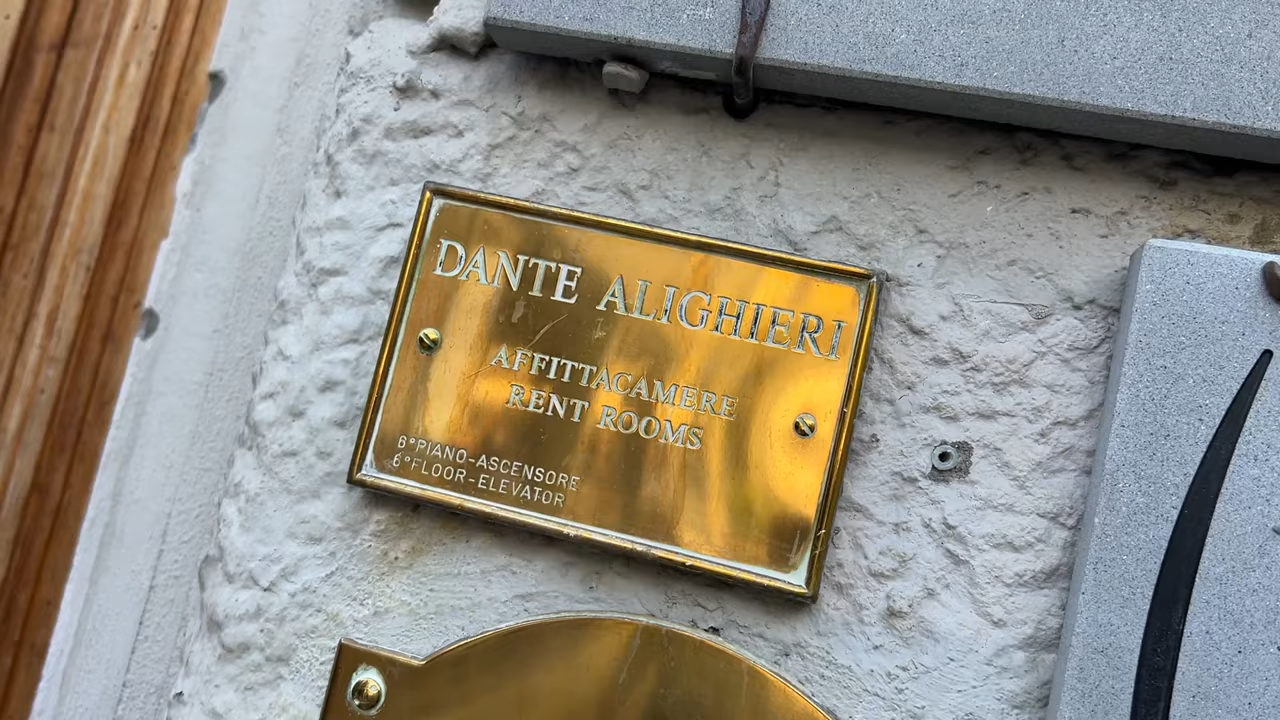 DANTE ALIGHIERI
AFFITTACAMERE
RENT ROOMS
6°PIANO-ASCENSORE
6°FLOOR-ELEVATOR